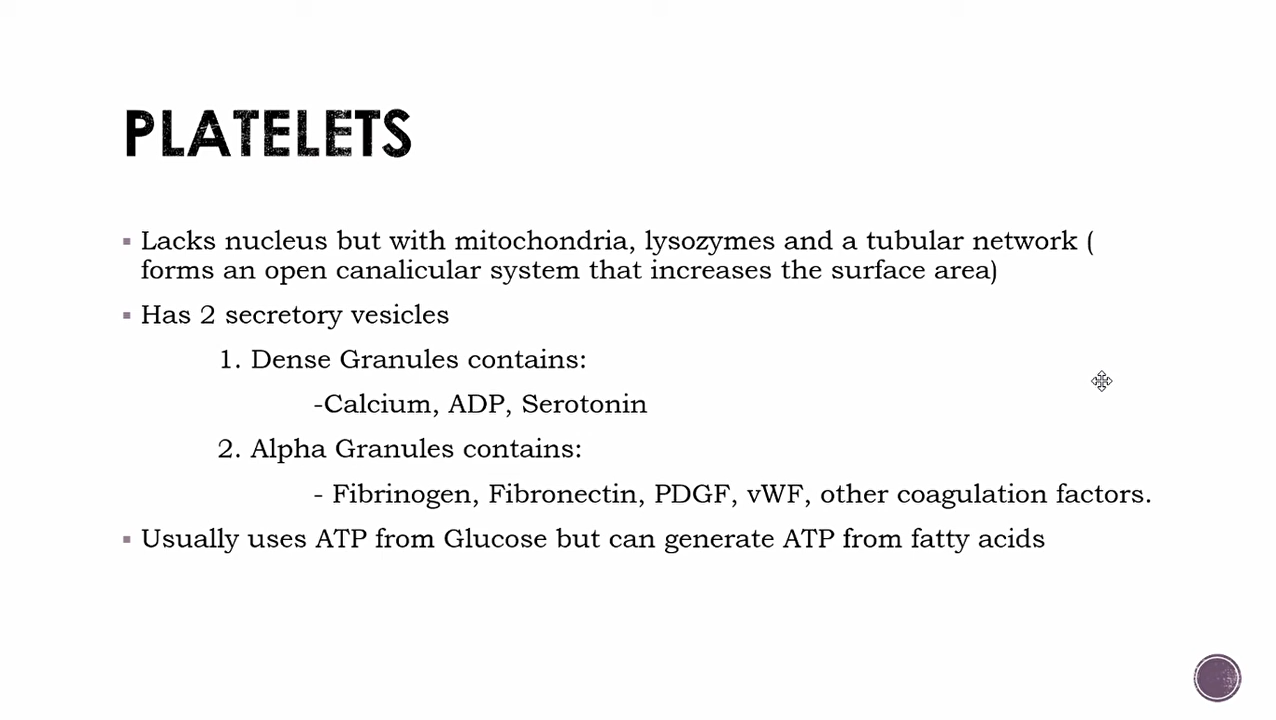 PLATELETS
▪ Lacks nucleus but with mitochondria, lysozymes and a tubular network (
forms an open canalicular system that increases the surface area)
▪ Has 2 secretory vesicles
1. Dense Granules contains:
-Calcium, ADP, Serotonin
2. Alpha Granules contains:
- Fibrinogen, Fibronectin, PDGF, vWF, other coagulation factors.
▪ Usually uses ATP from Glucose but can generate ATP from fatty acids